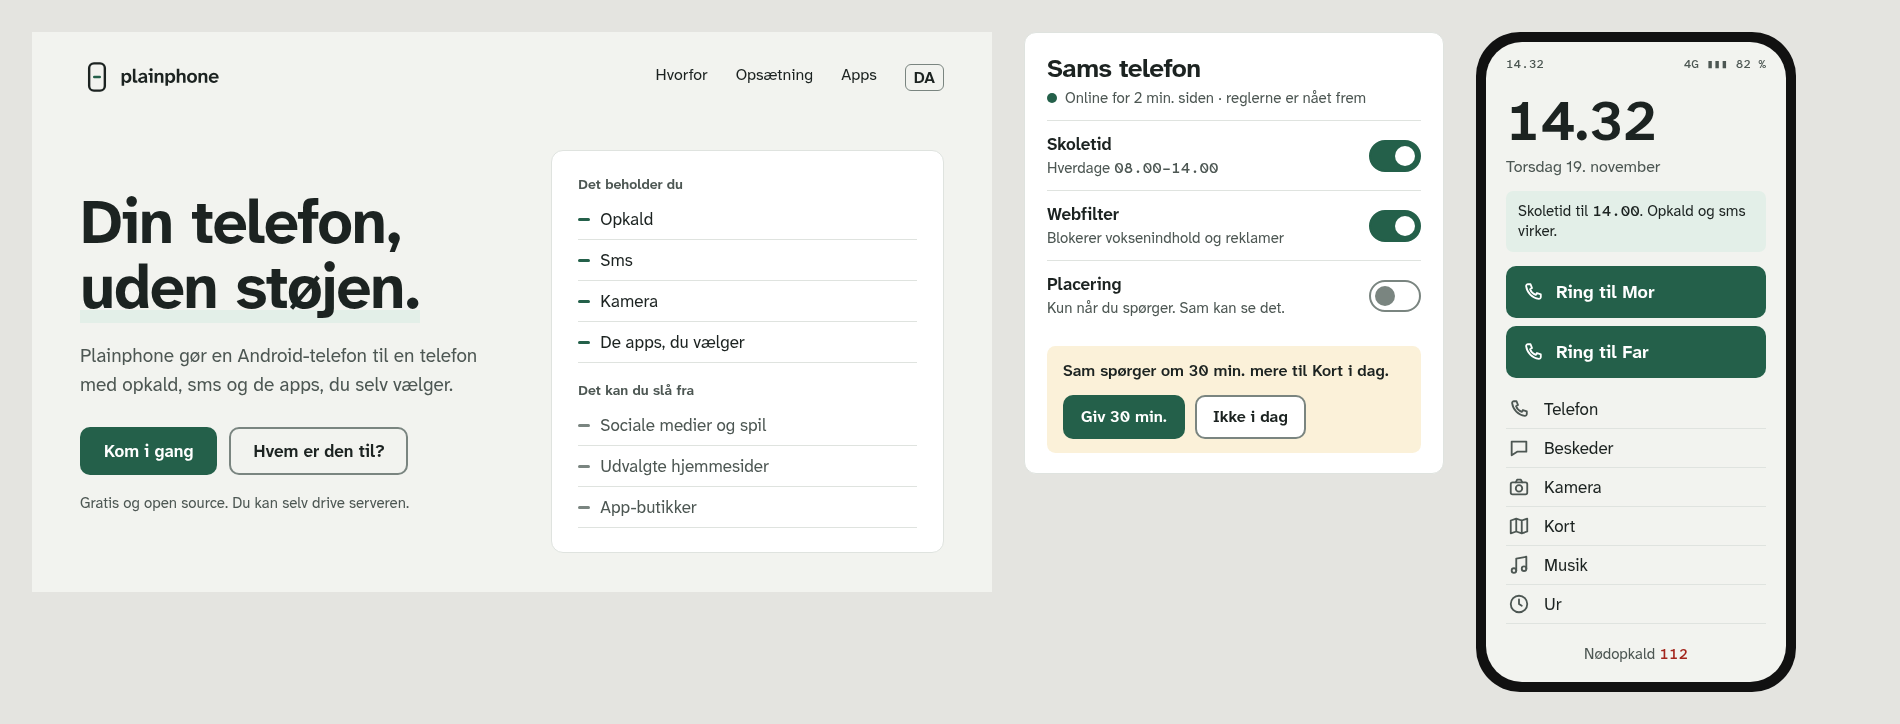 plainphone
Hvorfor
Opsætning
Apps
DA
Din telefon,
uden støjen.
Plainphone gør en Android-telefon til en telefon
med opkald, sms og de apps, du selv vælger.
Kom i gang
Hvem er den til?
Gratis og open source. Du kan selv drive serveren.
Det beholder du
Opkald
Sms
Kamera
De apps, du vælger
Det kan du slå fra
Sociale medier og spil
Udvalgte hjemmesider
App-butikker
Sams telefon
Online for 2 min. siden · reglerne er nået frem
Skoletid
Hverdage 08.00–14.00
Webfilter
Blokerer voksenindhold og reklamer
Placering
Kun når du spørger. Sam kan se det.
Sam spørger om 30 min. mere til Kort i dag.
Giv 30 min.
Ikke i dag
14.32
4G ▮▮▮ 82 %
14.32
Torsdag 19. november
Skoletid til 14.00. Opkald og sms
virker.
Ring til Mor
Ring til Far
Telefon
Beskeder
Kamera
Kort
Musik
Ur
Nødopkald 112